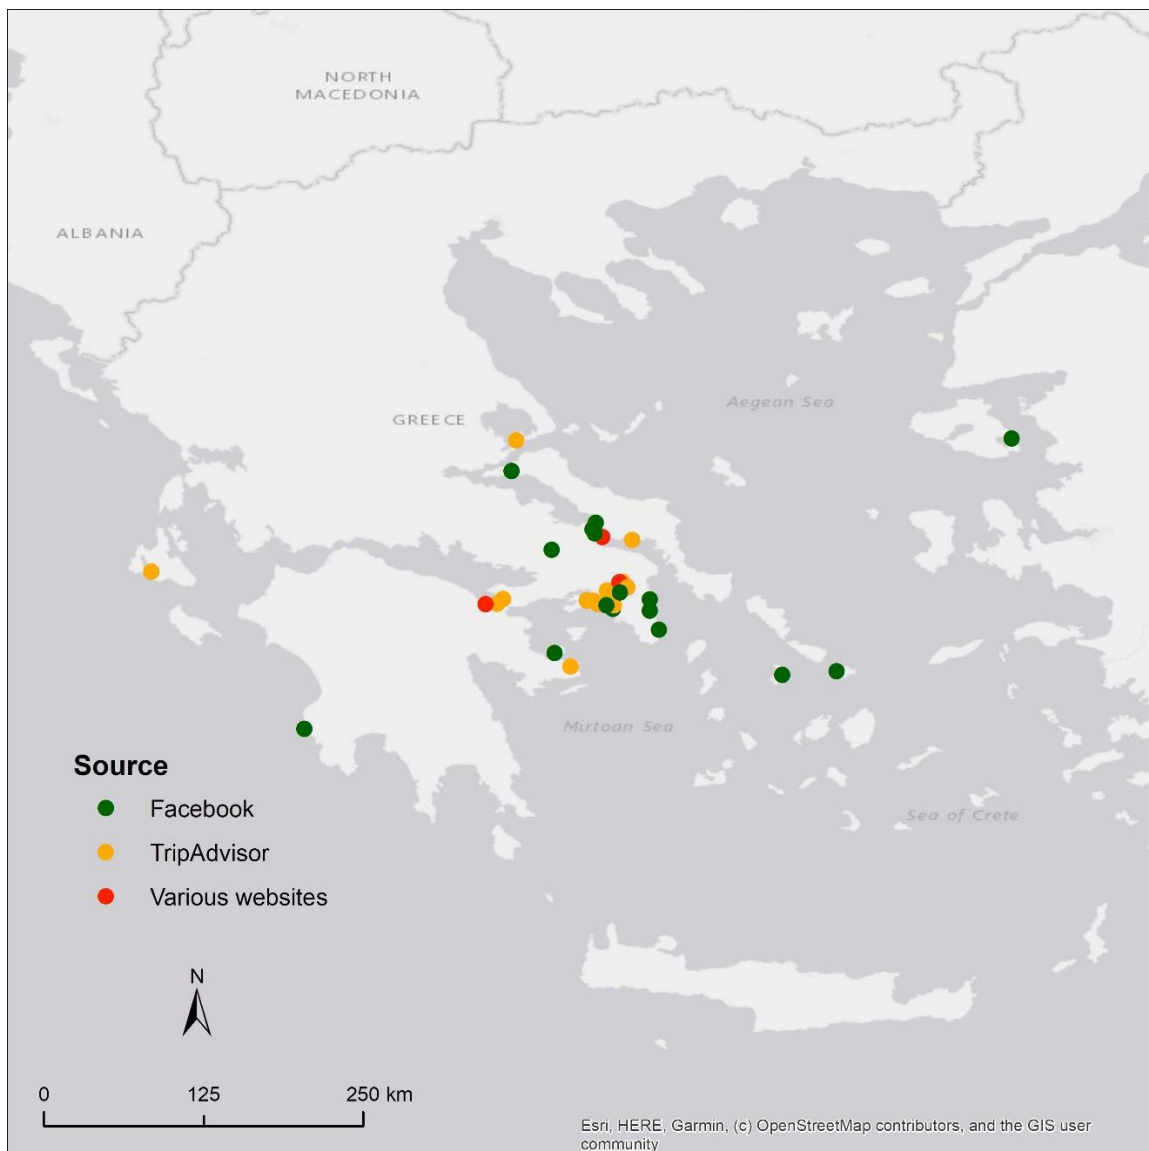 NORTH
MACEDONIA
ALBANIA
Aegean Sea
GREECE
Mirtoan Sea
Source
Facebook
TripAdvisor
Various websites
Sea of Crete
N
0 125 250 km
Esri, HERE, Garmin, (c) OpenStreetMap contributors, and the GIS user
community